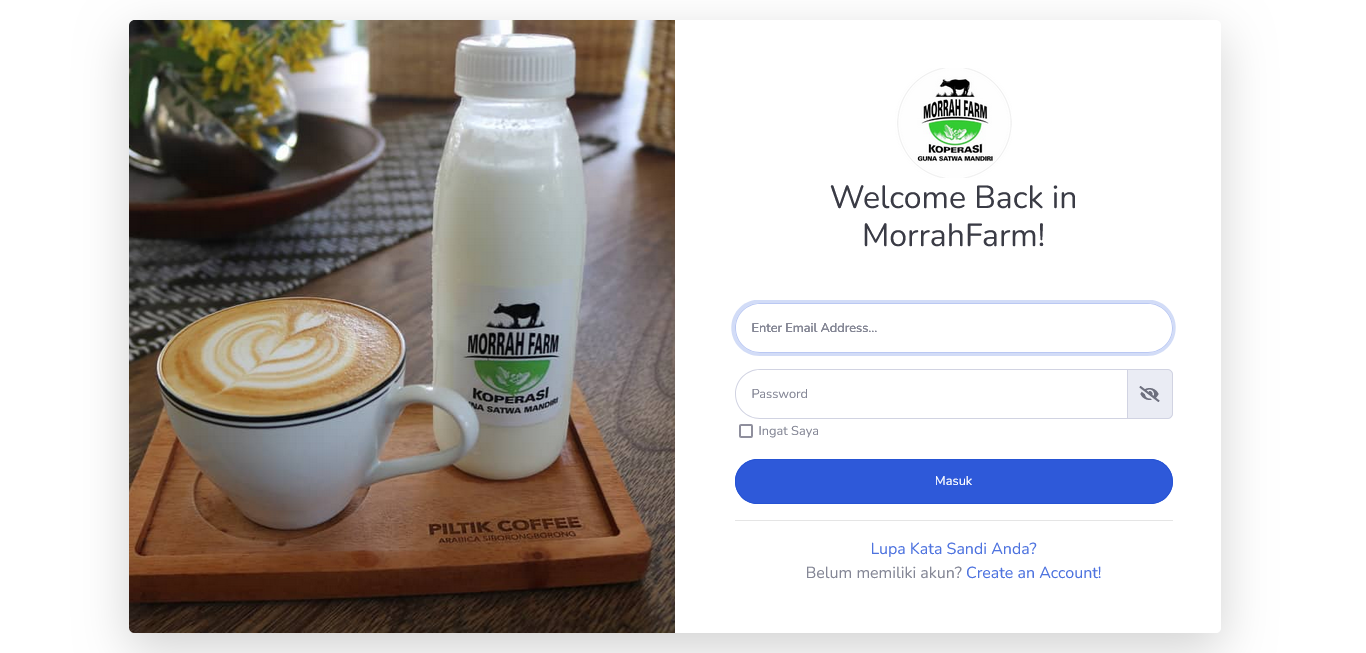 MORRAH FARM
KOPERASI
GUNA SATWA MANDIRI
Welcome Back in
MorrahFarm!
Enter Email Address...
Password
Ingat Saya
Masuk
Lupa Kata Sandi Anda?
Belum memiliki akun? Create an Account!
MORRAH FARM
KOPERASI
UNA SATWA MANDIRI
PILTIK COFFEE
ARABICA SIBORONGBORONG